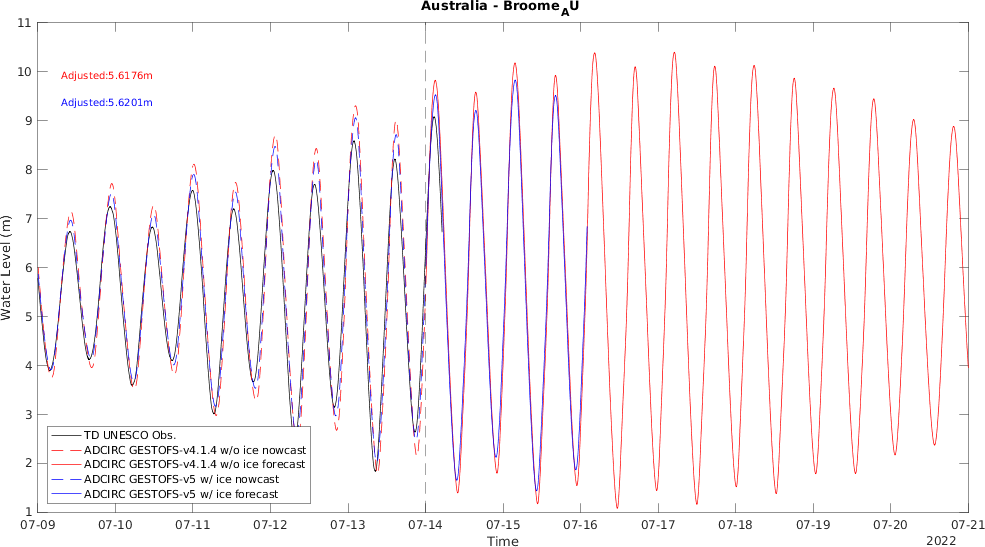 Australia - Broome_AU
11
10
9
8
7
6
5
4
3
2
1
Water Level (m)
Adjusted:5.6176m
Adjusted:5.6201m
TD UNESCO Obs.
ADCIRC GESTOFS-v4.1.4 w/o ice nowcast
ADCIRC GESTOFS-v4.1.4 w/o ice forecast
ADCIRC GESTOFS-v5 w/ ice nowcast
ADCIRC GESTOFS-v5 w/ ice forecast
07-09 07-10 07-11 07-12 07-13 07-14 07-15 07-16 07-17 07-18 07-19 07-20 07-21
Time
2022